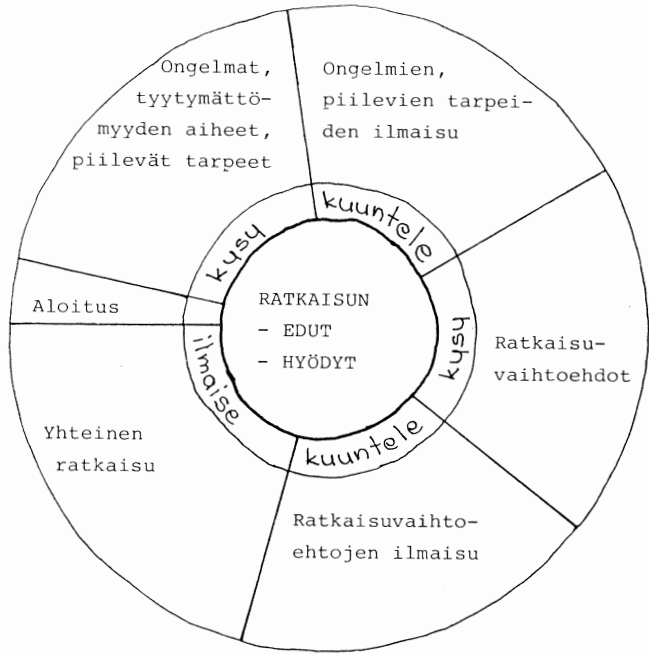 Ongelmat,
tyytymättö-
myyden aiheet,
piilevät tarpeet
Ongelmien,
piilevien tarpei-
den ilmaisu
kysy
kuuntele
Aloitus
RATKAISUN
- EDUT
- HYÖDYT
kysy
Ratkaisu-
vaihtoehdot
ilmaise
Yhteinen
ratkaisu
kuuntele
Ratkaisuvaihto-
ehtojen ilmaisu